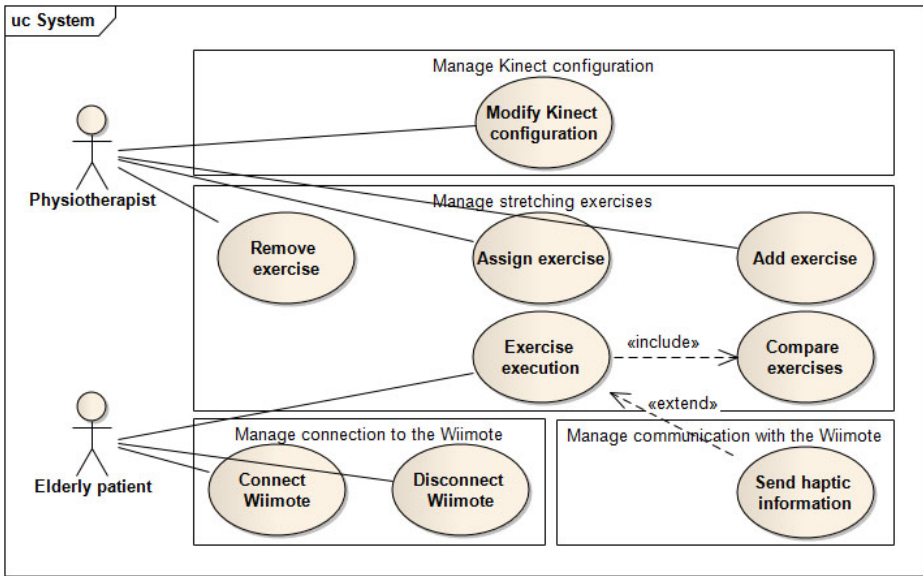 uc System
Manage Kinect configuration
Modify Kinect
configuration
Physiotherapist
Manage stretching exercises
Remove
exercise
Assign exercise
Add exercise
Exercise
execution
«include»
Compare
exercises
«extend»
Elderly patient
Manage connection to the Wiimote
Connect
Wiimote
Disconnect
Wiimote
Manage communication with the Wiimote
Send haptic
information